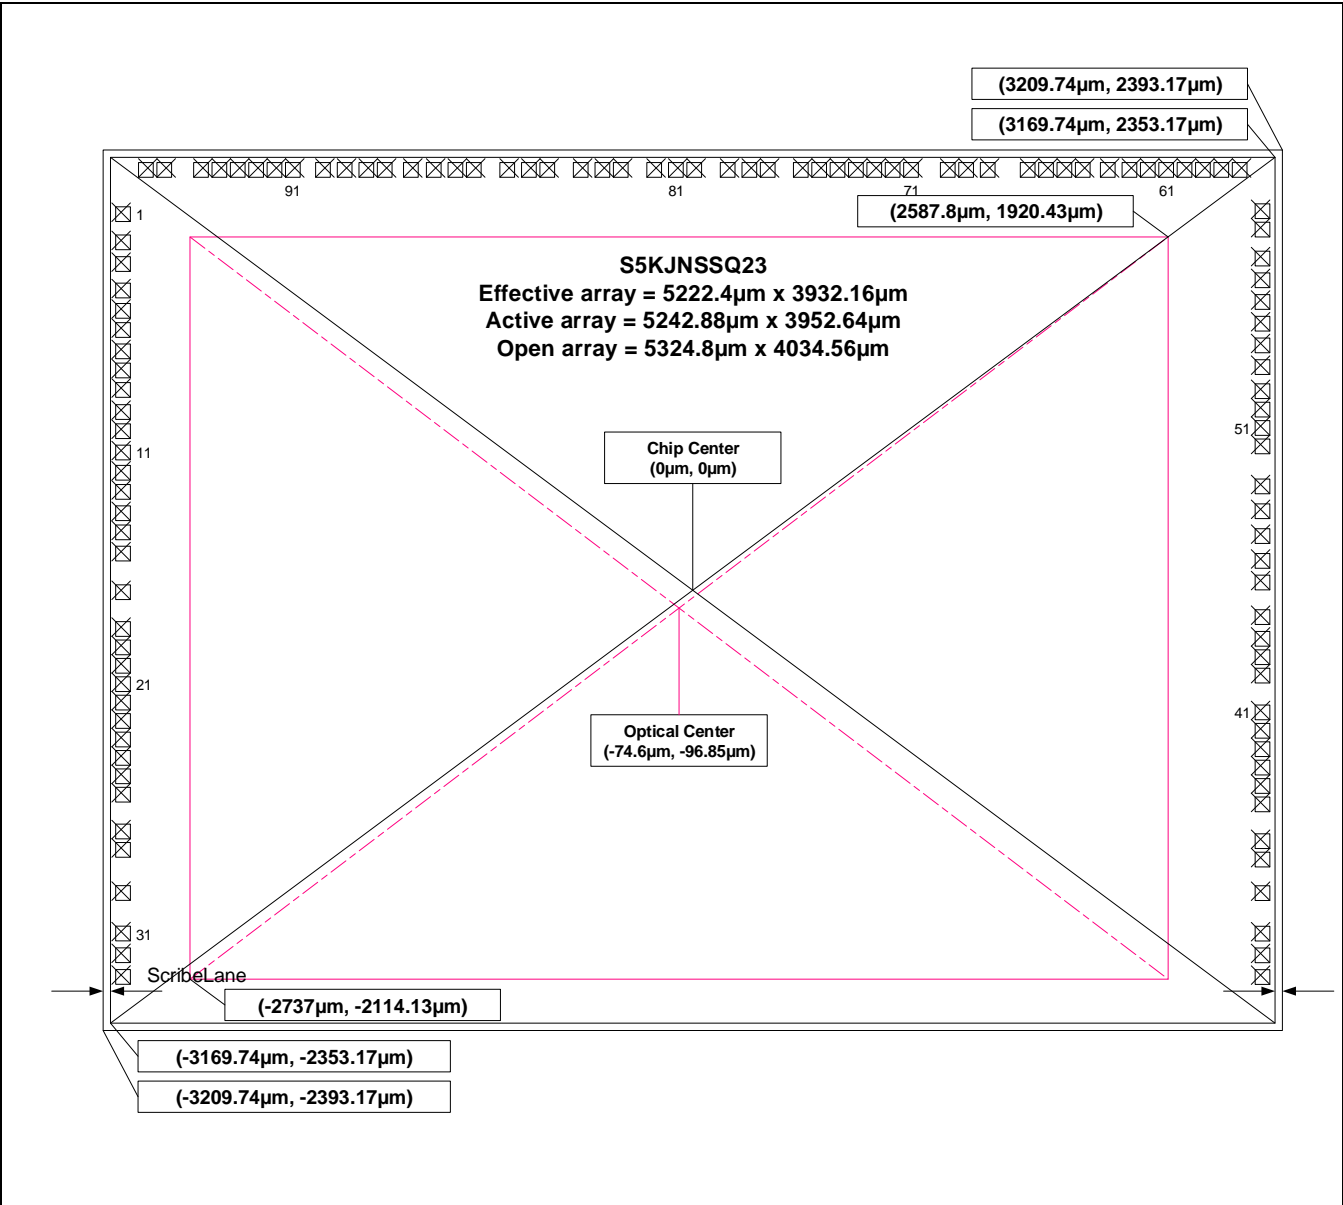 (3209.74µm, 2393.17µm)
(3169.74µm, 2353.17µm)
91
81
71
61
(2587.8µm, 1920.43µm)
1
S5KJNSSQ23
Effective array = 5222.4µm x 3932.16µm
Active array = 5242.88µm x 3952.64µm
Open array = 5324.8µm x 4034.56µm
51
Chip Center
(0µm, 0µm)
11
21
41
Optical Center
(-74.6µm, -96.85µm)
31
ScribeLane
(-2737µm, -2114.13µm)
(-3169.74µm, -2353.17µm)
(-3209.74µm, -2393.17µm)